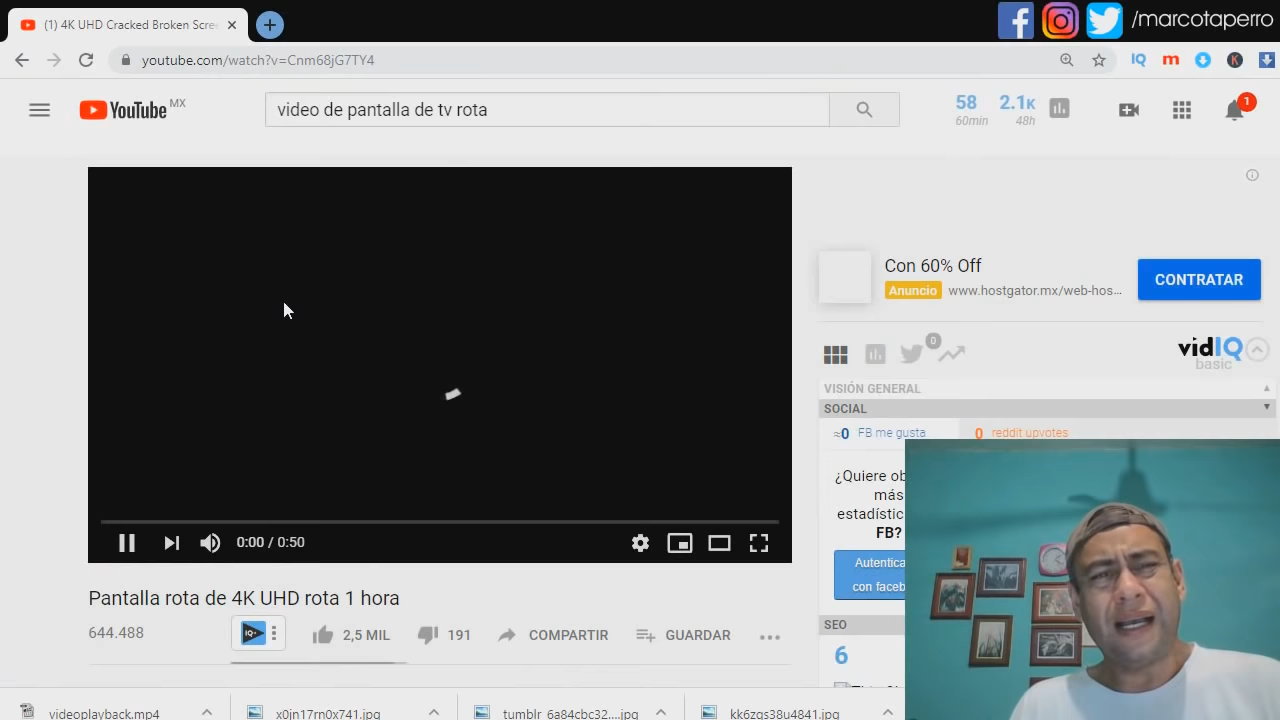 (1) 4K UHD Cracked Broken Scre
/marcotaperro
youtube.com/watch?v=Cnm68jG7TY4
IQ
m
K
YouTube MX
video de pantalla de tv rota
58
60min
2.1K
48h
1
Con 60% Off
Anuncio www.hostgator.mx/web-hos...
CONTRATAR
0
vidIQ
basic
VISIÓN GENERAL
SOCIAL
≈0 FB me gusta
0 reddit upvotes
¿Quiere ob
más
estadístic
FB?
Autentica
con faceb
SEO
6
0:00 / 0:50
Pantalla rota de 4K UHD rota 1 hora
644.488
IQ
2,5 MIL
191
COMPARTIR
GUARDAR
videoplayback.mp4
x0jn17rn0x741.jpg
tumblr_6a84cbc32....jpg
kk6zgs38u4841.jpg